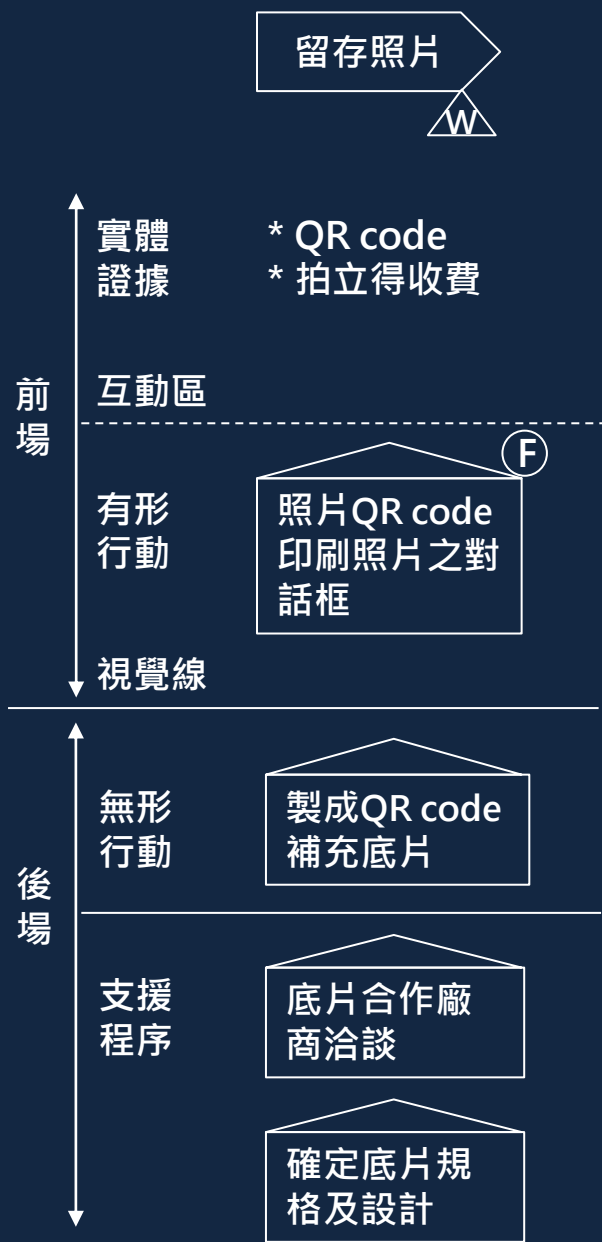 留存照片
W
實體
證據
* QR code
* 拍立得收費
前
場
互動區
F
有形
行動
照片QR code
印刷照片之對
話框
視覺線
無形
行動
製成QR code
補充底片
後
場
支援
程序
底片合作廠
商洽談
確定底片規
格及設計